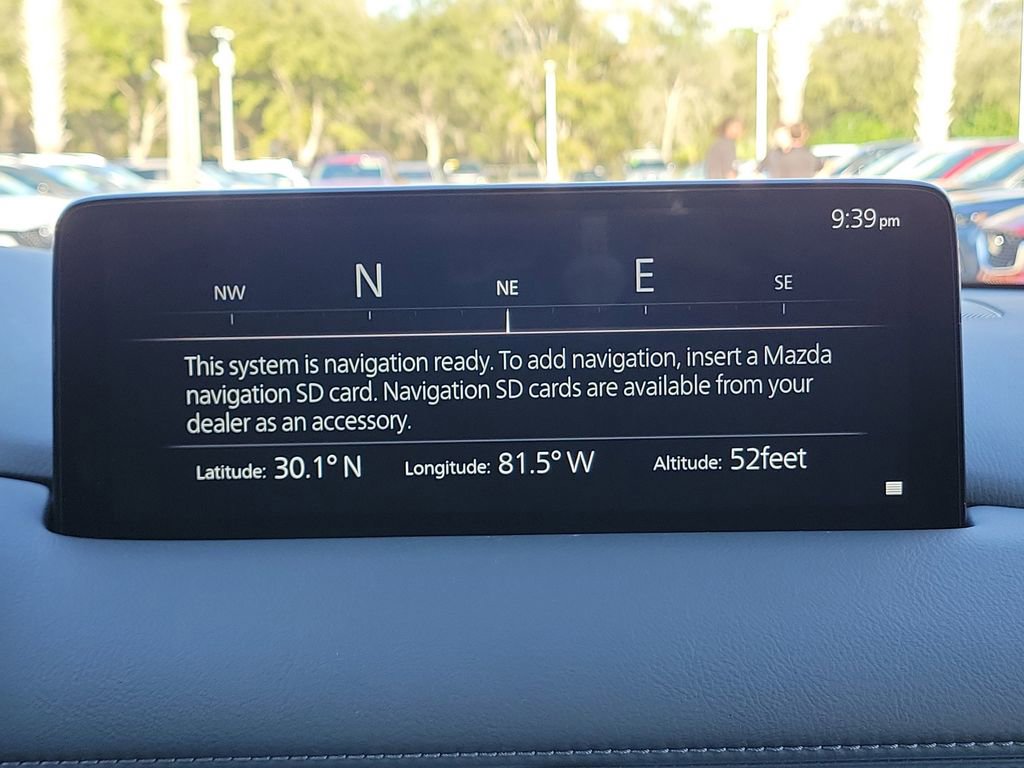 9:39 pm
NW N NE E SE
This system is navigation ready. To add navigation, insert a Mazda
navigation SD card. Navigation SD cards are available from your
dealer as an accessory.
Latitude: 30.1° N Longitude: 81.5° W Altitude: 52feet